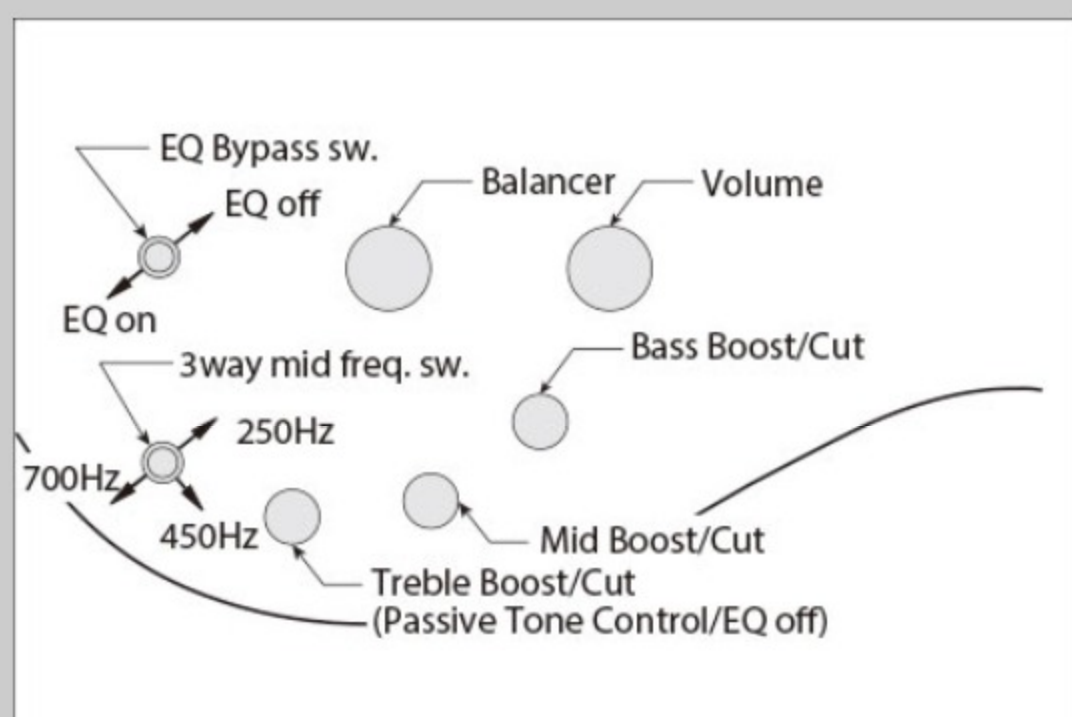 EQ Bypass sw.
EQ off
EQ on
Balancer
Volume
3way mid freq. sw.
250Hz
700Hz
450Hz
Bass Boost/Cut
Mid Boost/Cut
Treble Boost/Cut
(Passive Tone Control/EQ off)